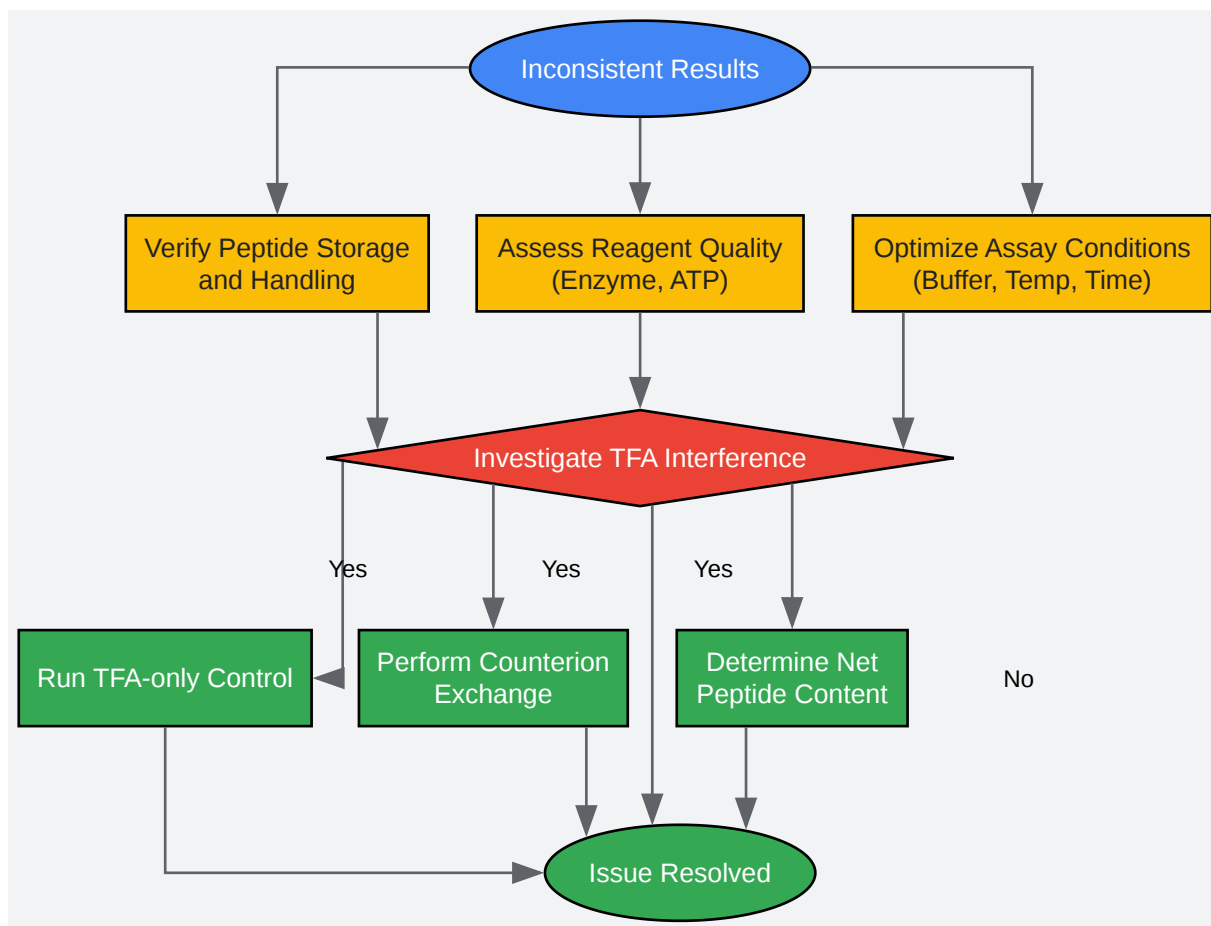 Inconsistent Results
Verify Peptide Storage
and Handling
Assess Reagent Quality
(Enzyme, ATP)
Optimize Assay Conditions
(Buffer, Temp, Time)
Investigate TFA Interference
Yes
Yes
Yes
Run TFA-only Control
Perform Counterion
Exchange
Determine Net
Peptide Content
No
Issue Resolved